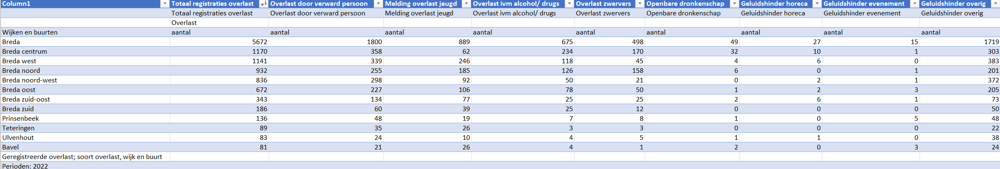 Column1 Totaal registraties overlast Overlast door verward persoon Melding overlast jeugd Overlast ivm alcohol/ drugs Overlast zwervers Openbare dronkenschap Geluidshinder horeca Geluidshinder evenement Geluidshinder overig
Totaal registraties overlast Overlast door verward persoon Melding overlast jeugd Overlast ivm alcohol/ drugs Overlast zwervers Openbare dronkenschap Geluidshinder horeca Geluidshinder evenement Geluidshinder overig
Overlast
Wijken en buurten aantal aantal aantal aantal aantal aantal aantal aantal aantal
Breda 5672 1800 889 675 498 49 27 15 1719
Breda centrum 1170 358 62 234 170 32 10 1 303
Breda west 1141 339 246 118 45 4 6 0 383
Breda noord 932 255 185 126 158 6 0 1 201
Breda noord-west 836 298 92 50 21 0 2 1 372
Breda oost 672 227 106 78 50 1 2 3 205
Breda zuid-oost 343 134 77 25 25 2 6 1 73
Breda zuid 186 60 39 25 12 0 0 0 50
Prinsenbeek 136 48 19 7 8 1 0 5 48
Teteringen 89 35 26 3 3 0 0 0 22
Ulvenhout 83 24 10 4 5 1 1 0 38
Bavel 81 21 26 4 1 2 0 3 24
Geregistreerde overlast; soort overlast, wijk en buurt
Perioden: 2022